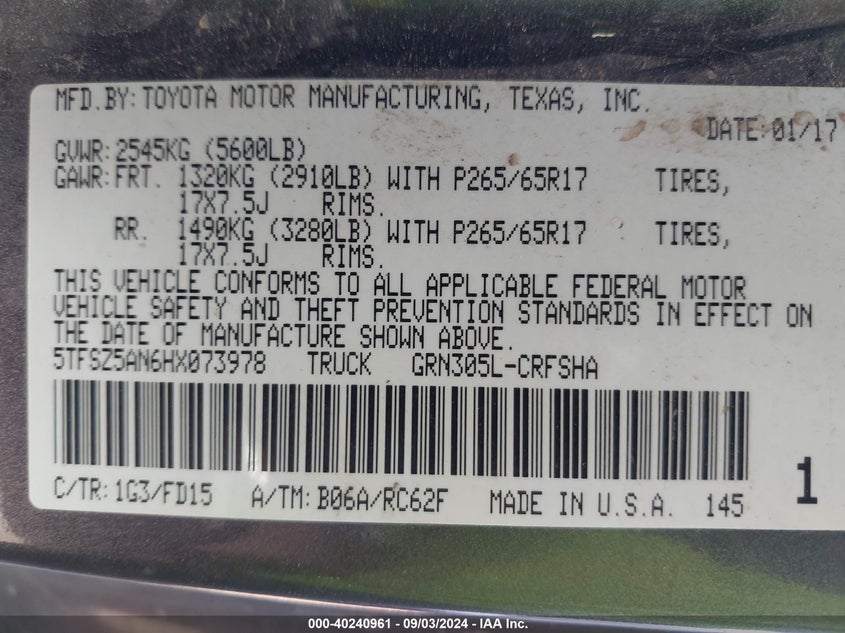 MFD.BY:TOYOTA MOTOR MANUFACTURING, TEXAS, INC.
DATE:01/17
GVWR:2545KG (5600LB)
GAWR:FRT. 1320KG (2910LB) WITH P265/65R17 TIRES,
17X7.5J RIMS.
RR. 1490KG (3280LB) WITH P265/65R17 TIRES,
17X7.5J RIMS.
THIS VEHICLE CONFORMS TO ALL APPLICABLE FEDERAL MOTOR
VEHICLE SAFETY AND THEFT PREVENTION STANDARDS IN EFFECT ON
THE DATE OF MANUFACTURE SHOWN ABOVE.
5TFSZ5AN6HX073978 TRUCK GRN305L-CRFSHA
C/TR:1G3/FD15 A/TM:B06A/RC62F MADE IN U.S.A. 145 1
000-40240961 - 09/03/2024 - IAA Inc.